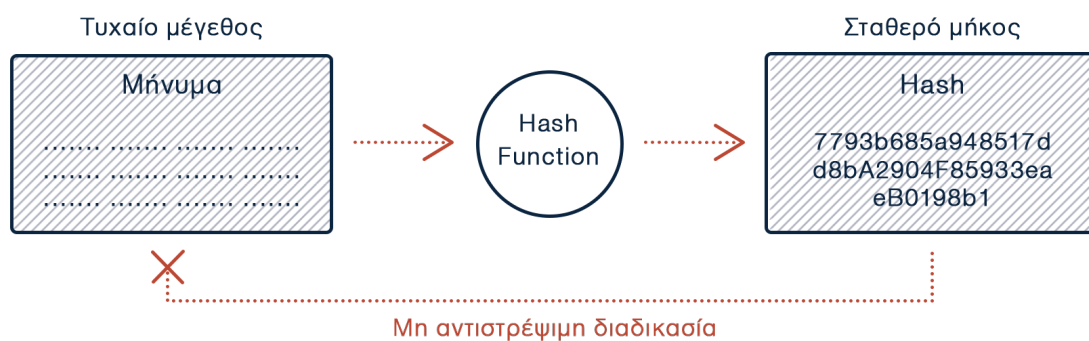 Τυχαίο μέγεθος
Μήνυμα
....... ....... ....... .......
....... ....... ....... .......
....... ....... ....... .......
Hash
Function
Σταθερό μήκος
Hash
7793b685a948517d
d8bA2904F85933ea
eB0198b1
Μη αντιστρέψιμη διαδικασία